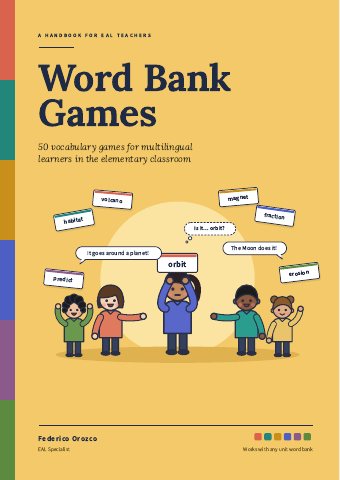 A HANDBOOK FOR EAL TEACHERS
Word Bank
Games
50 vocabulary games for multilingual
learners in the elementary classroom
volcano
magnet
habitat
fraction
Is it... orbit?
It goes around a planet!
The Moon does it!
orbit
predict
erosion
Federico Orozco
EAL Specialist
Works with any unit word bank